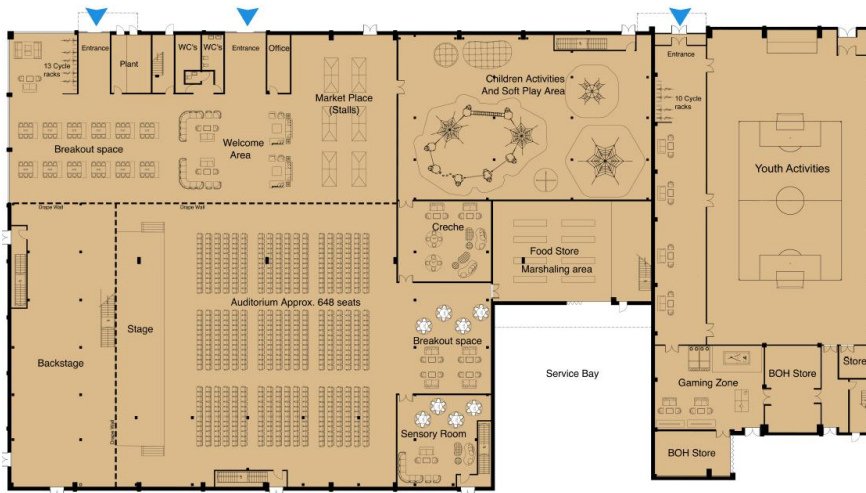 Entrance
Plant
WC's
WC's
Entrance
Office
Entrance
13 Cycle
racks
Market Place
(Stalls)
Children Activities
And Soft Play Area
10 Cycle
racks
Breakout space
Welcome
Area
Youth Activities
Drape Wall
Drape Wall
Creche
Food Store
Marshaling area
Auditorium Approx. 648 seats
Stage
Backstage
Breakout space
Service Bay
Gaming Zone
BOH Store
Store
Drape Wall
Sensory Room
BOH Store